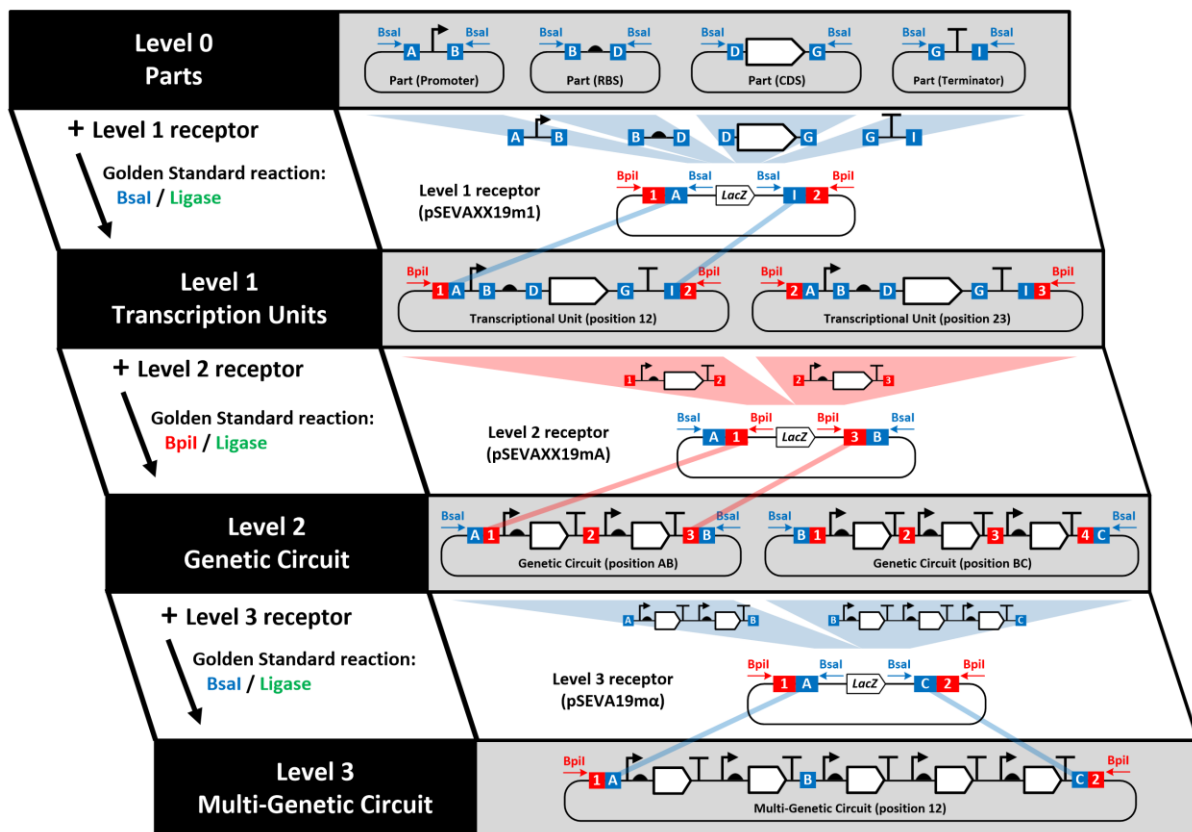 Level 0
Parts
BsaI BsaI BsaI BsaI BsaI BsaI BsaI BsaI
A B B D D G G I
Part (Promoter) Part (RBS) Part (CDS) Part (Terminator)
+ Level 1 receptor
Golden Standard reaction:
BsaI / Ligase
A B B D D G G I
Level 1 receptor
(pSEVAXX19m1)
BpiI BsaI BsaI BpiI
1 A LacZ I 2
Level 1
Transcription Units
BpiI BpiI BpiI BpiI
1 A B D G I 2 2 A B D G I 3
Transcriptional Unit (position 12) Transcriptional Unit (position 23)
+ Level 2 receptor
Golden Standard reaction:
BpiI / Ligase
1 2 2 3
Level 2 receptor
(pSEVAXX19mA)
BsaI BpiI BpiI BsaI
A 1 LacZ 3 B
Level 2
Genetic Circuit
BsaI BsaI BsaI BsaI
A 1 2 3 B B 1 2 3 4 C
Genetic Circuit (position AB) Genetic Circuit (position BC)
+ Level 3 receptor
Golden Standard reaction:
BsaI / Ligase
A B B C
Level 3 receptor
(pSEVA19mα)
BpiI BsaI BsaI BpiI
1 A LacZ C 2
Level 3
Multi-Genetic Circuit
BpiI BpiI
1 A B C 2
Multi-Genetic Circuit (position 12)